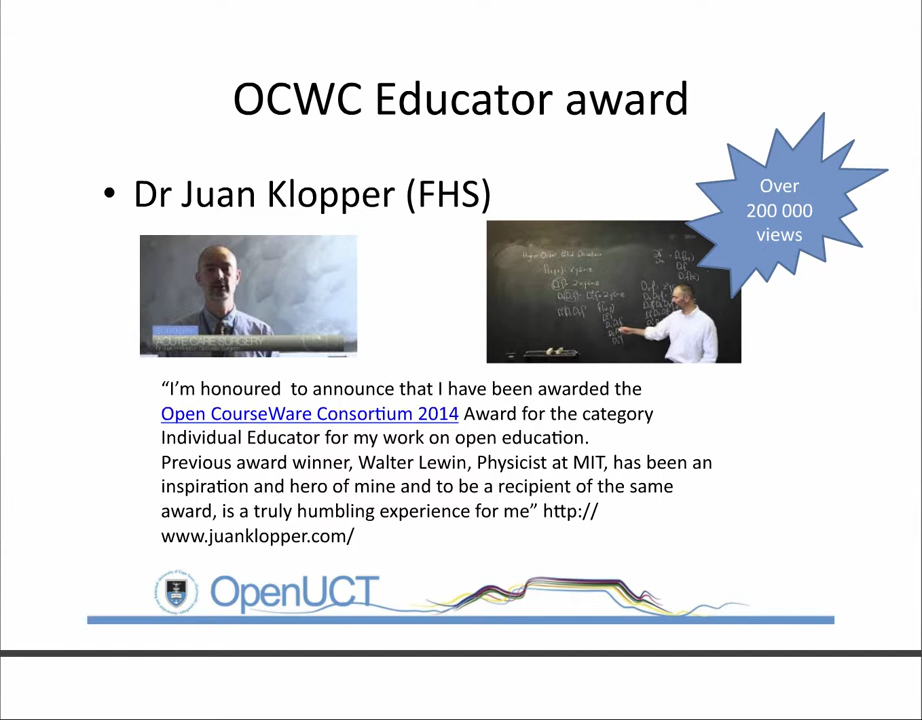 OCWC Educator award
• Dr Juan Klopper (FHS)
Over
200 000
views
ACUTE CARE SURGERY
“I’m honoured to announce that I have been awarded the
Open CourseWare Consortium 2014 Award for the category
Individual Educator for my work on open education.
Previous award winner, Walter Lewin, Physicist at MIT, has been an
inspiration and hero of mine and to be a recipient of the same
award, is a truly humbling experience for me” http://
www.juanklopper.com/
OpenUCT